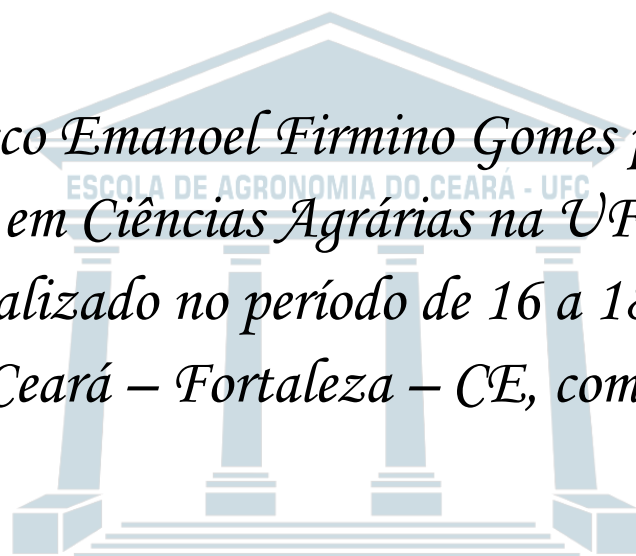 co Emanoel Firmino Gomes p
ESCOLA DE AGRONOMIA DO CEARÁ - UFC
em Ciências Agrárias na UF
alizado no período de 16 a 18
Ceará – Fortaleza – CE, com